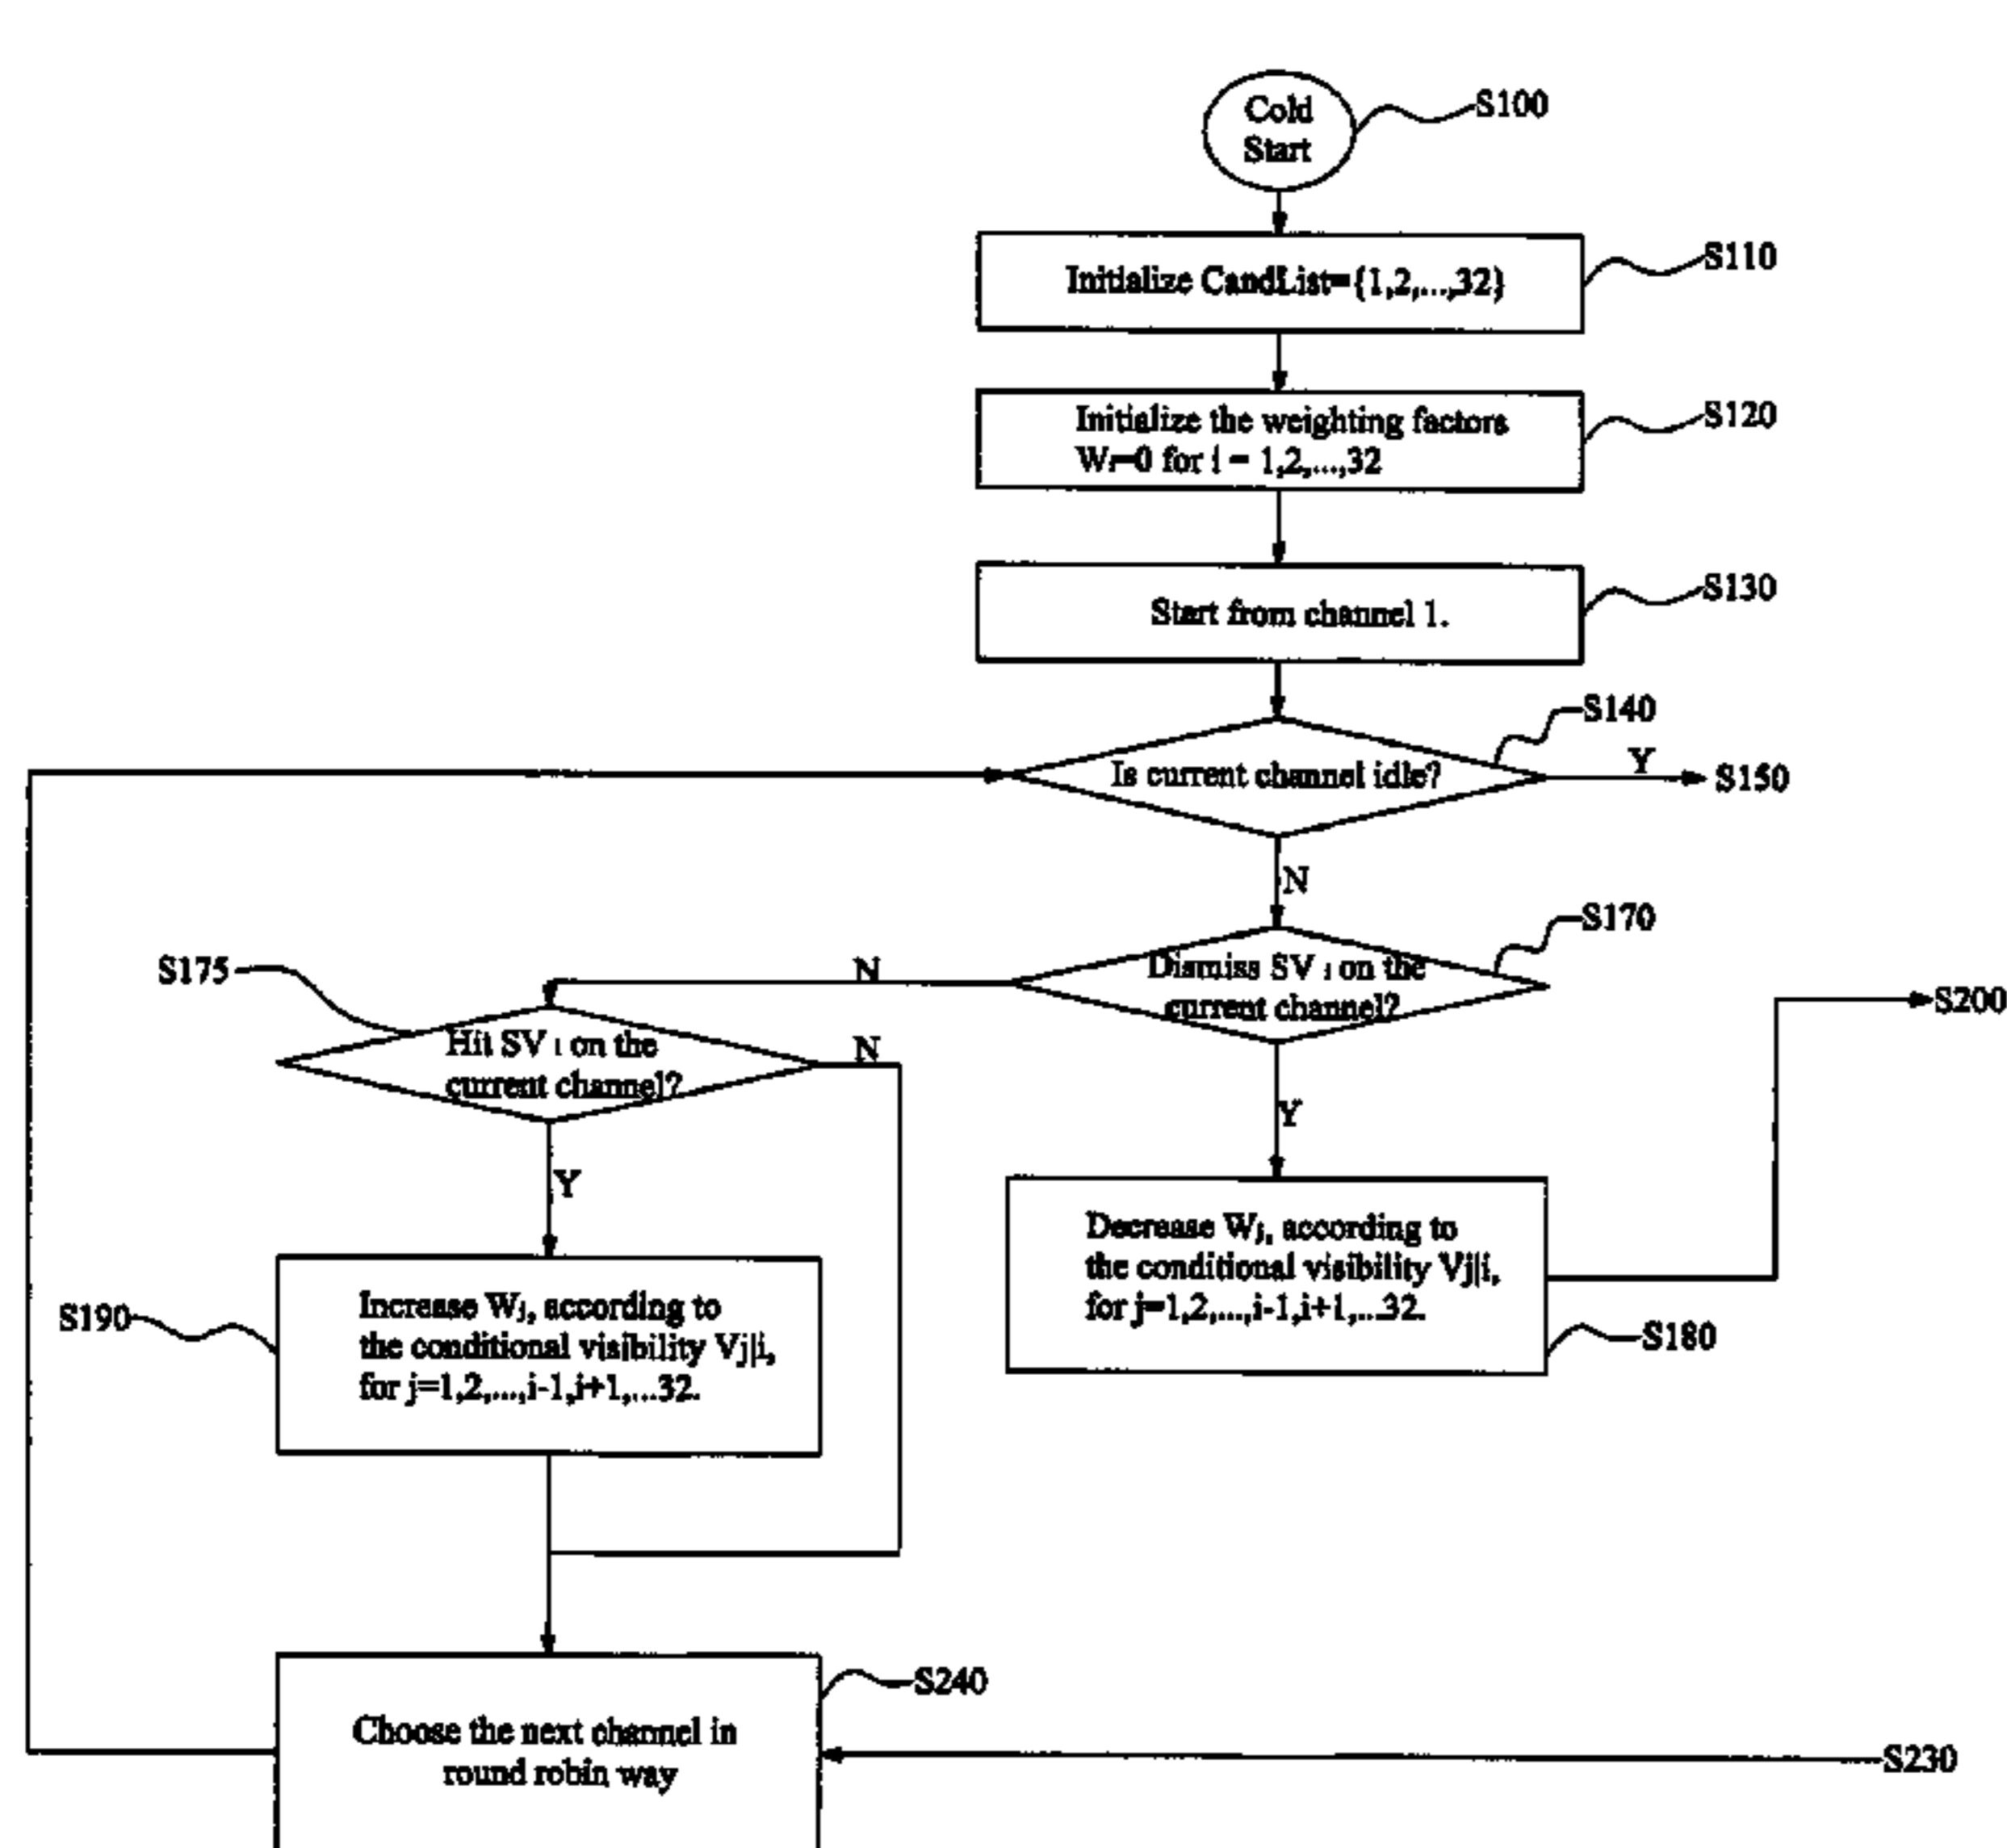 Cold
Start
S100
Initialize CandList={1,2,...,32}
S110
Initialize the weighting factors
Wi=0 for i = 1,2,...,32
S120
Start from channel 1.
S130
S140
Is current channel idle?
Y
S150
N
S170
Dismiss SV i on the
current channel?
N
S175
Hit SV i on the
current channel?
N
S200
Y
Y
Decrease Wj, according to
the conditional visibility Vj|i,
for j=1,2,...,i-1,i+1,...32.
S180
Increase Wj, according to
the conditional visibility Vj|i,
for j=1,2,...,i-1,i+1,...32.
S190
S240
Choose the next channel in
round robin way
S230